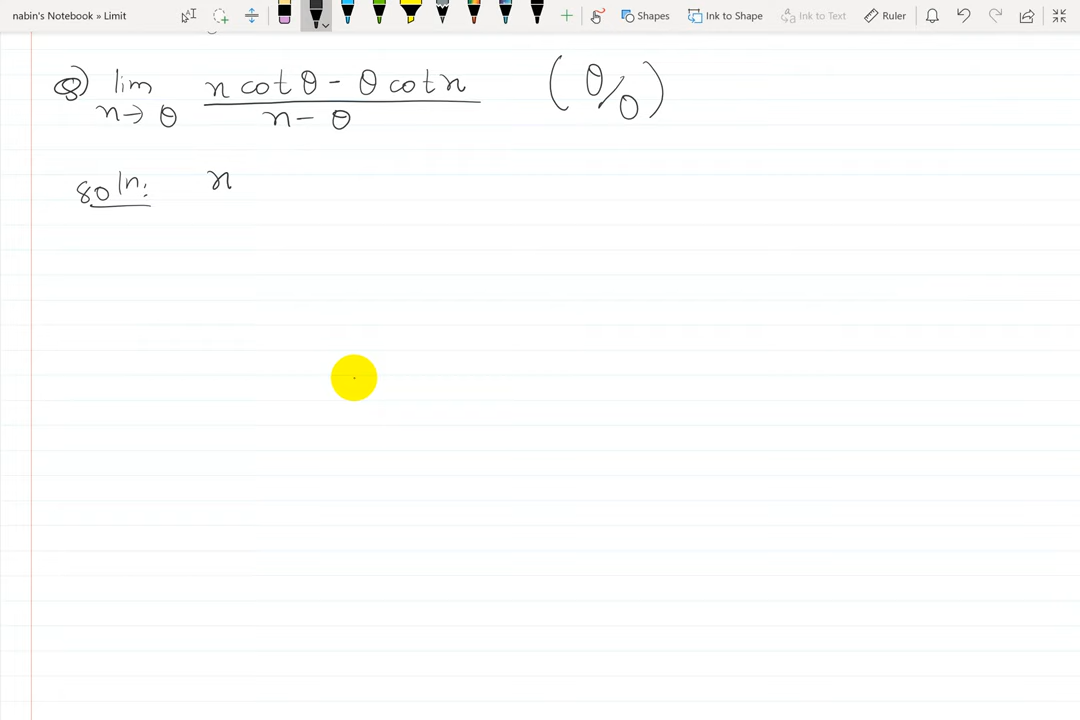 nabin's Notebook » Limit Shapes Ink to Shape Ink to Text Ruler
Q) lim x→θ (x cot θ - θ cot x) / (x - θ) (0/0)
soln: x